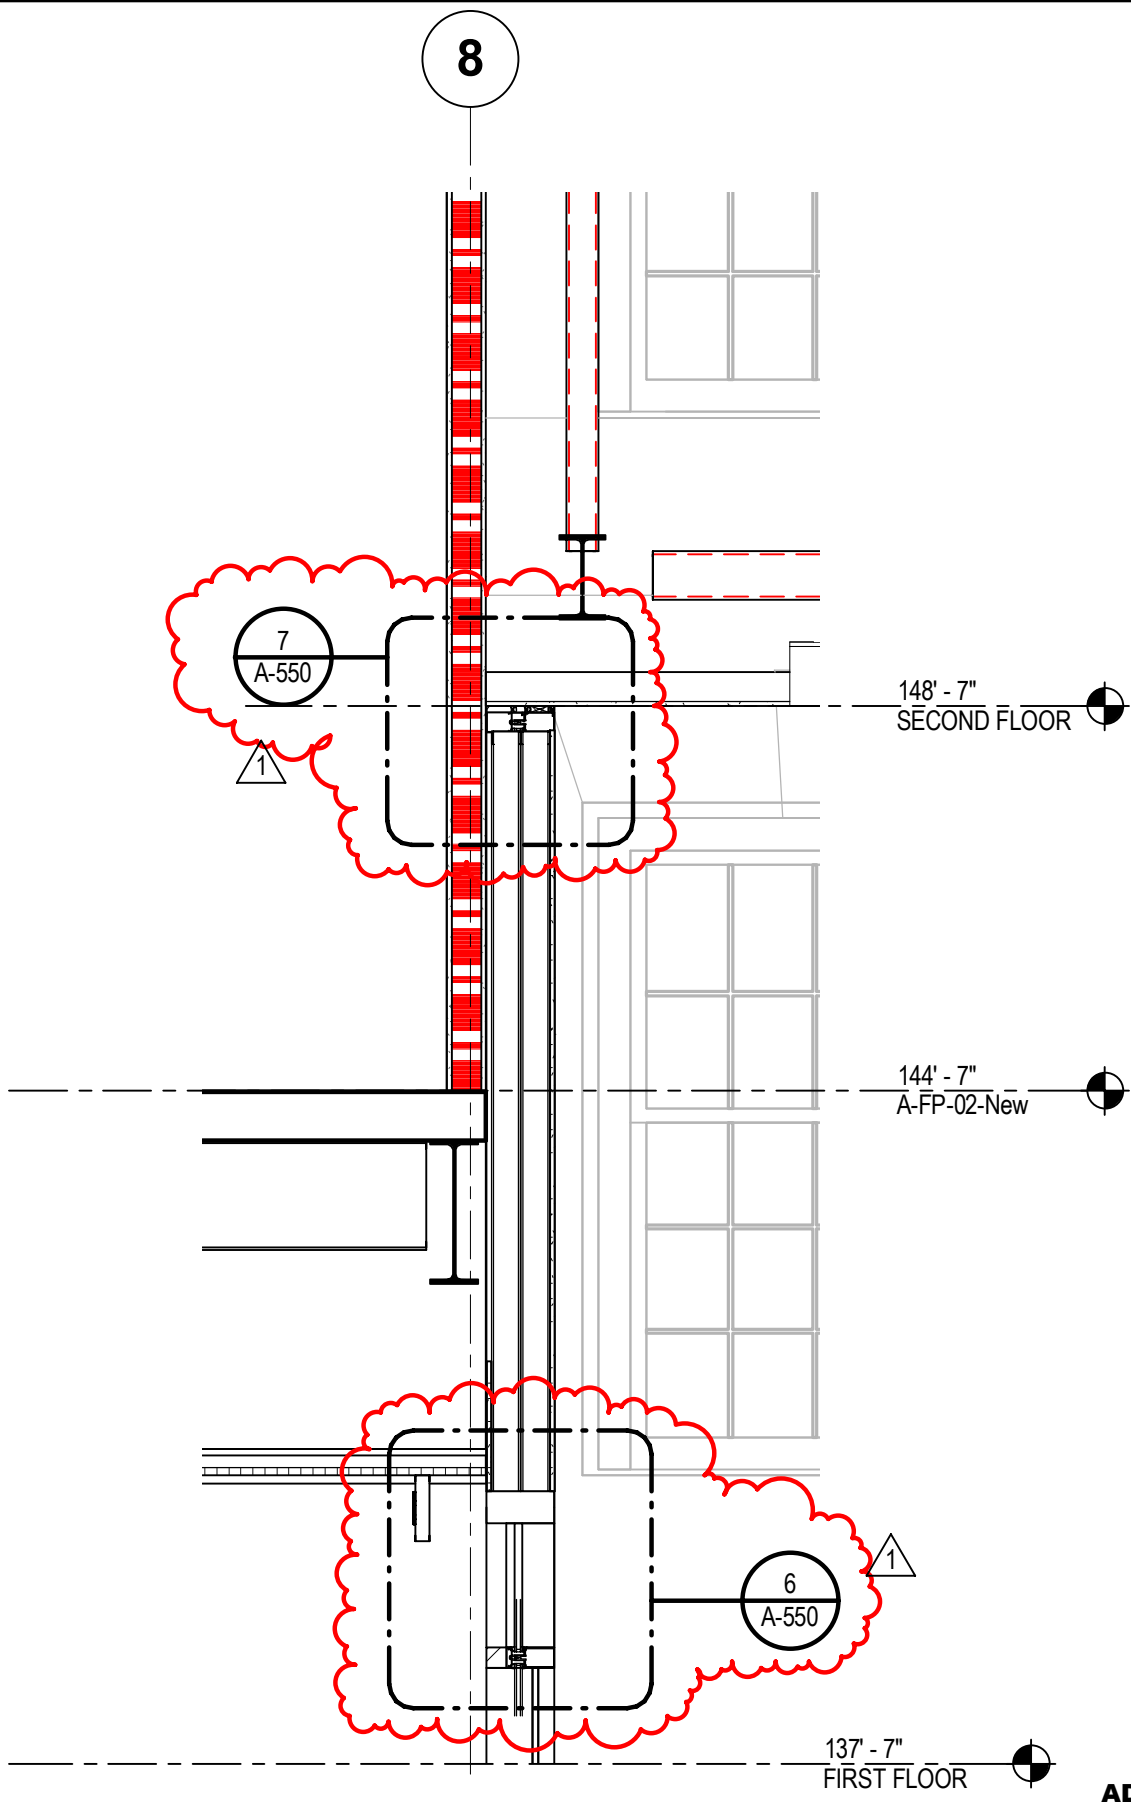 8
7
A-550
148' - 7"
SECOND FLOOR
1
144' - 7"
A-FP-02-New
1
6
A-550
137' - 7"
FIRST FLOOR